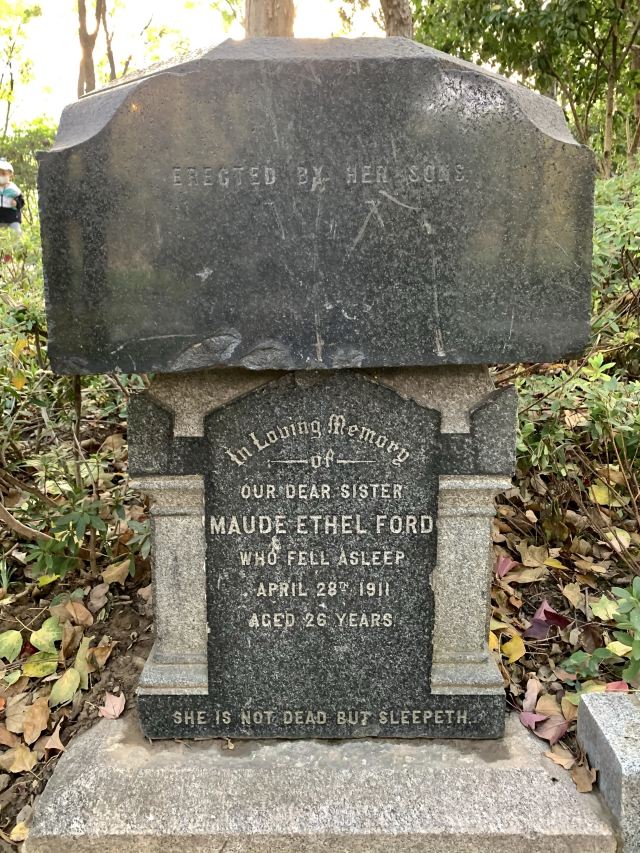 ERECTED BY HER SONS.
In Loving Memory
of
OUR DEAR SISTER
MAUDE ETHEL FORD
WHO FELL ASLEEP
APRIL 28TH 1911
AGED 26 YEARS.
SHE IS NOT DEAD BUT SLEEPETH.